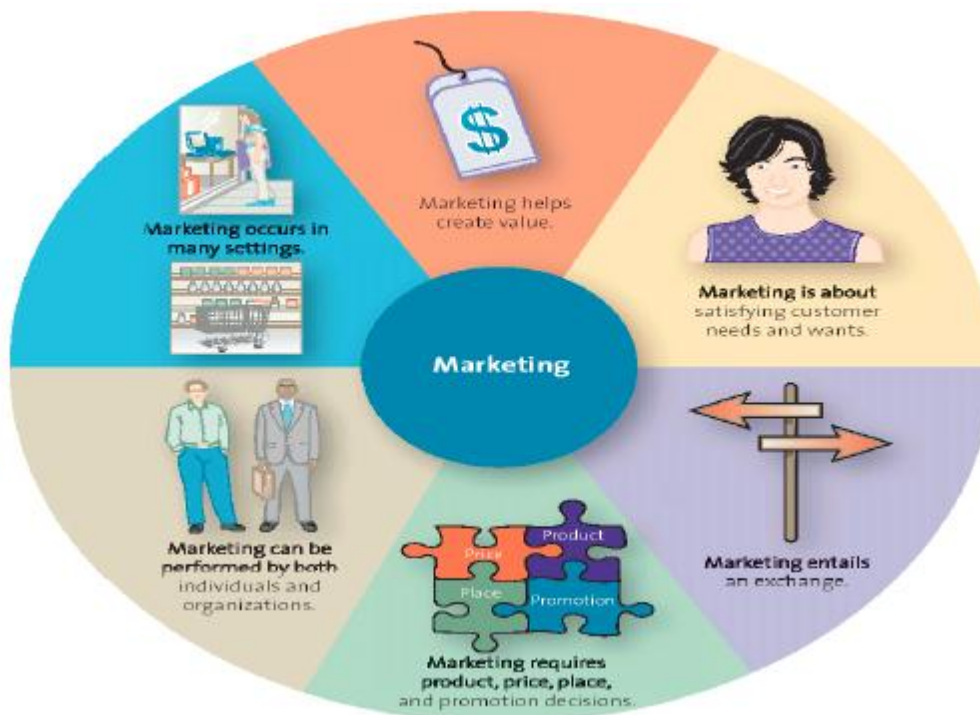 $
Marketing helps
create value.
Marketing is about
satisfying customer
needs and wants.
Marketing entails
an exchange.
Price
Product
Place
Promotion
Marketing requires
product, price, place,
and promotion decisions.
Marketing can be
performed by both
individuals and
organizations.
Marketing occurs in
many settings.
Marketing